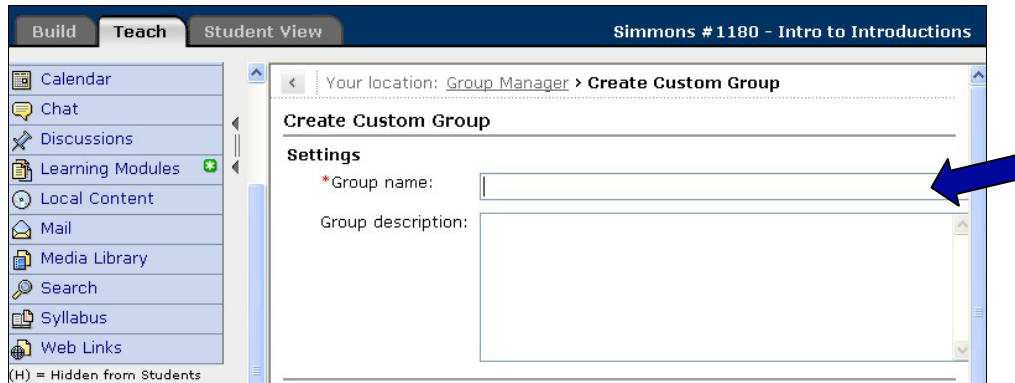 Build Teach Student View Simmons #1180 - Intro to Introductions
Calendar
Chat
Discussions
Learning Modules
Local Content
Mail
Media Library
Search
Syllabus
Web Links
(H) = Hidden from Students
Your location: Group Manager › Create Custom Group
Create Custom Group
Settings
*Group name:
Group description: